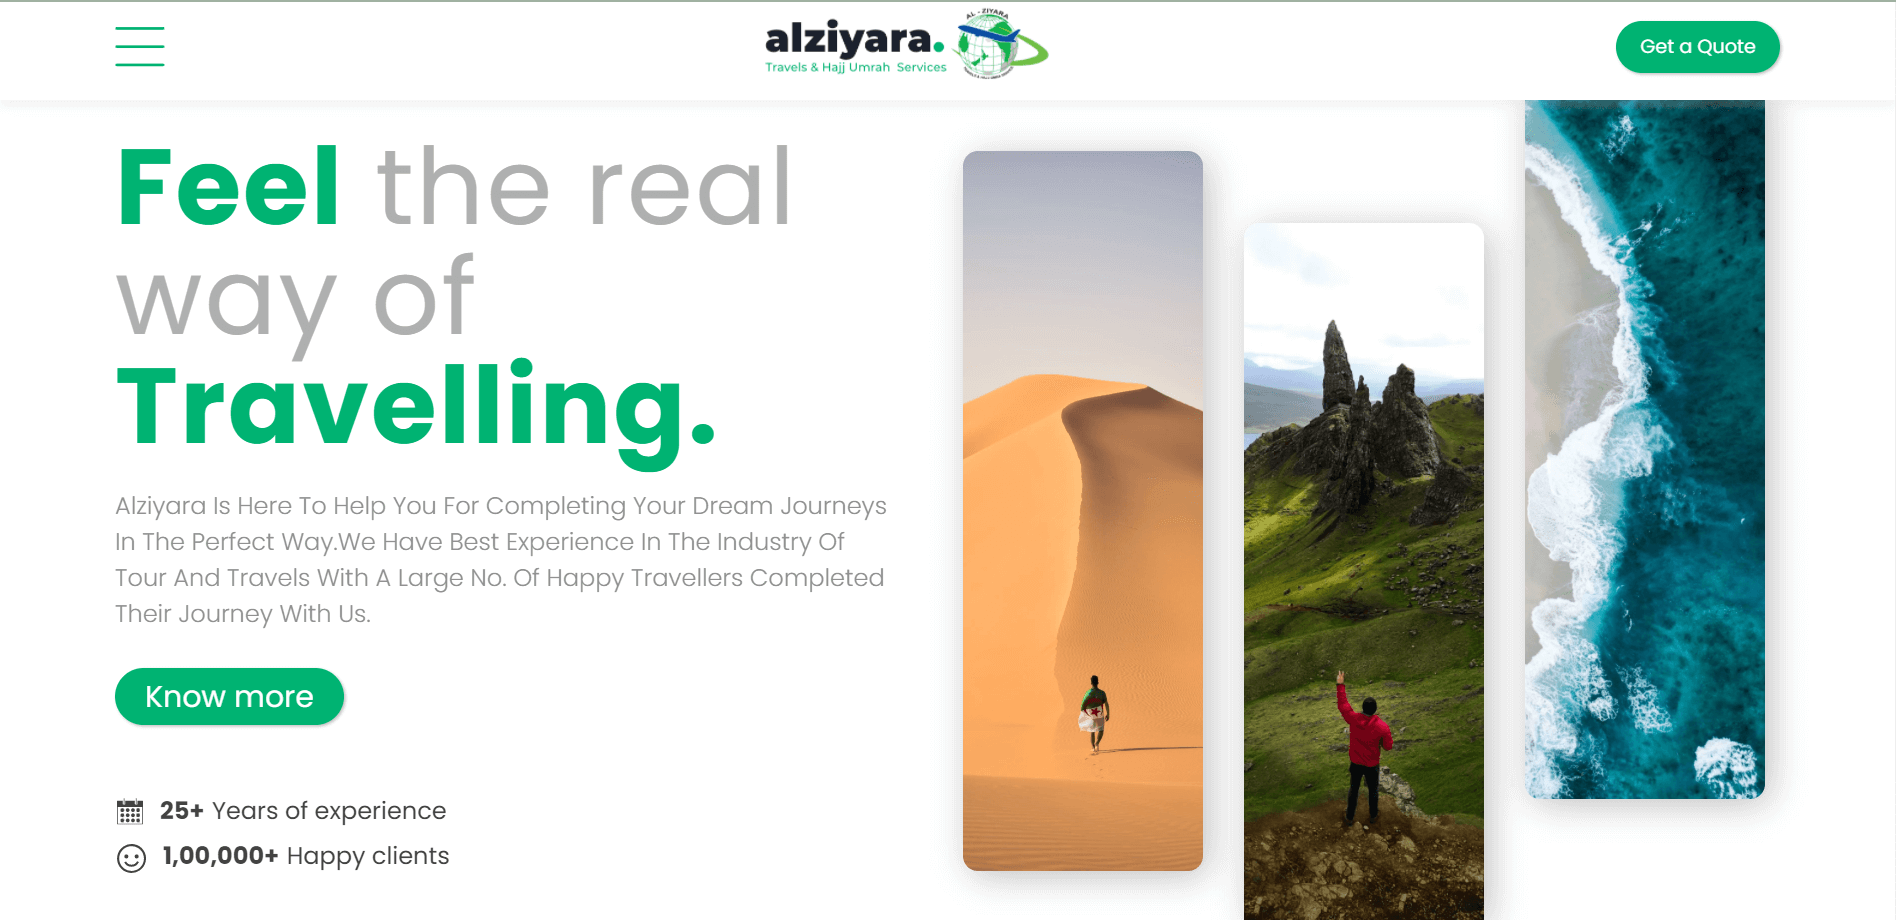 alziyara.
Travels & Hajj Umrah Services
AL - ZIYARA
Get a Quote
Feel the real
way of
Travelling.
Alziyara Is Here To Help You For Completing Your Dream Journeys
In The Perfect Way.We Have Best Experience In The Industry Of
Tour And Travels With A Large No. Of Happy Travellers Completed
Their Journey With Us.
Know more
25+ Years of experience
1,00,000+ Happy clients